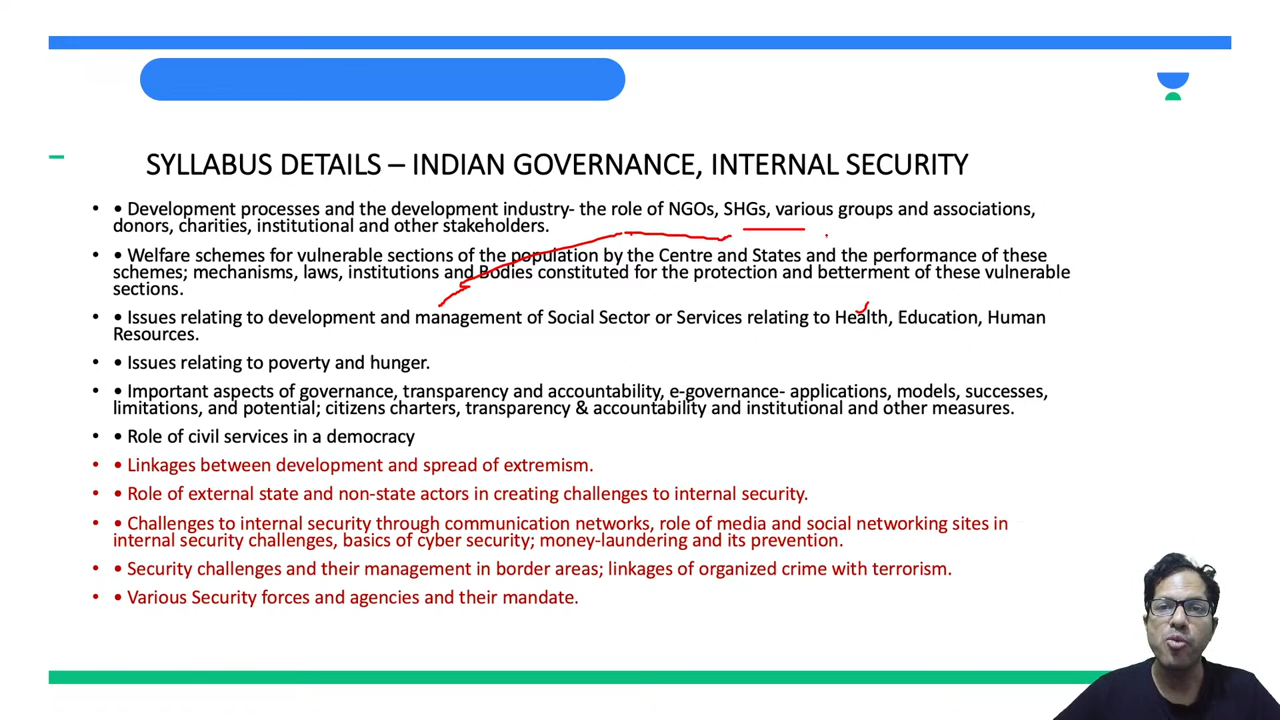 SYLLABUS DETAILS – INDIAN GOVERNANCE, INTERNAL SECURITY
• • Development processes and the development industry- the role of NGOs, SHGs, various groups and associations,
donors, charities, institutional and other stakeholders.
• • Welfare schemes for vulnerable sections of the population by the Centre and States and the performance of these
schemes; mechanisms, laws, institutions and Bodies constituted for the protection and betterment of these vulnerable
sections.
• • Issues relating to development and management of Social Sector or Services relating to Health, Education, Human
Resources.
• • Issues relating to poverty and hunger.
• • Important aspects of governance, transparency and accountability, e-governance- applications, models, successes,
limitations, and potential; citizens charters, transparency & accountability and institutional and other measures.
• • Role of civil services in a democracy
• • Linkages between development and spread of extremism.
• • Role of external state and non-state actors in creating challenges to internal security.
• • Challenges to internal security through communication networks, role of media and social networking sites in
internal security challenges, basics of cyber security; money-laundering and its prevention.
• • Security challenges and their management in border areas; linkages of organized crime with terrorism.
• • Various Security forces and agencies and their mandate.